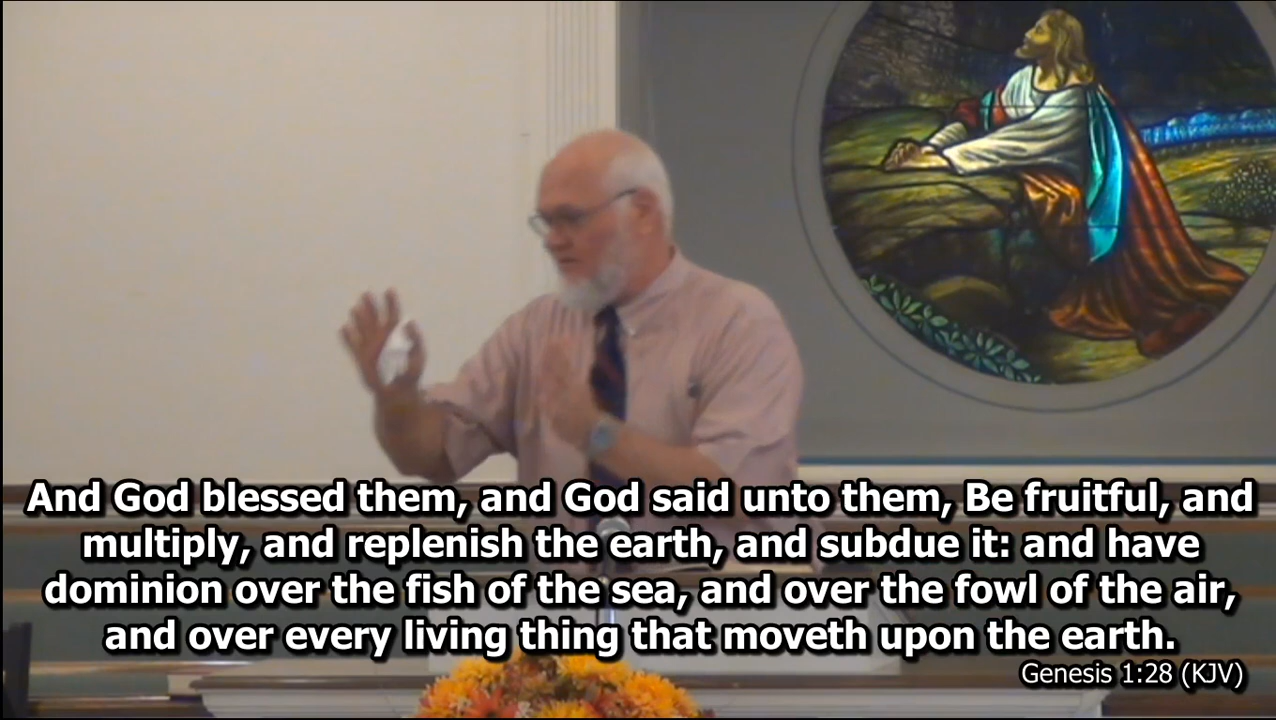 And God blessed them, and God said unto them, Be fruitful, and
multiply, and replenish the earth, and subdue it: and have
dominion over the fish of the sea, and over the fowl of the air,
and over every living thing that moveth upon the earth.
Genesis 1:28 (KJV)